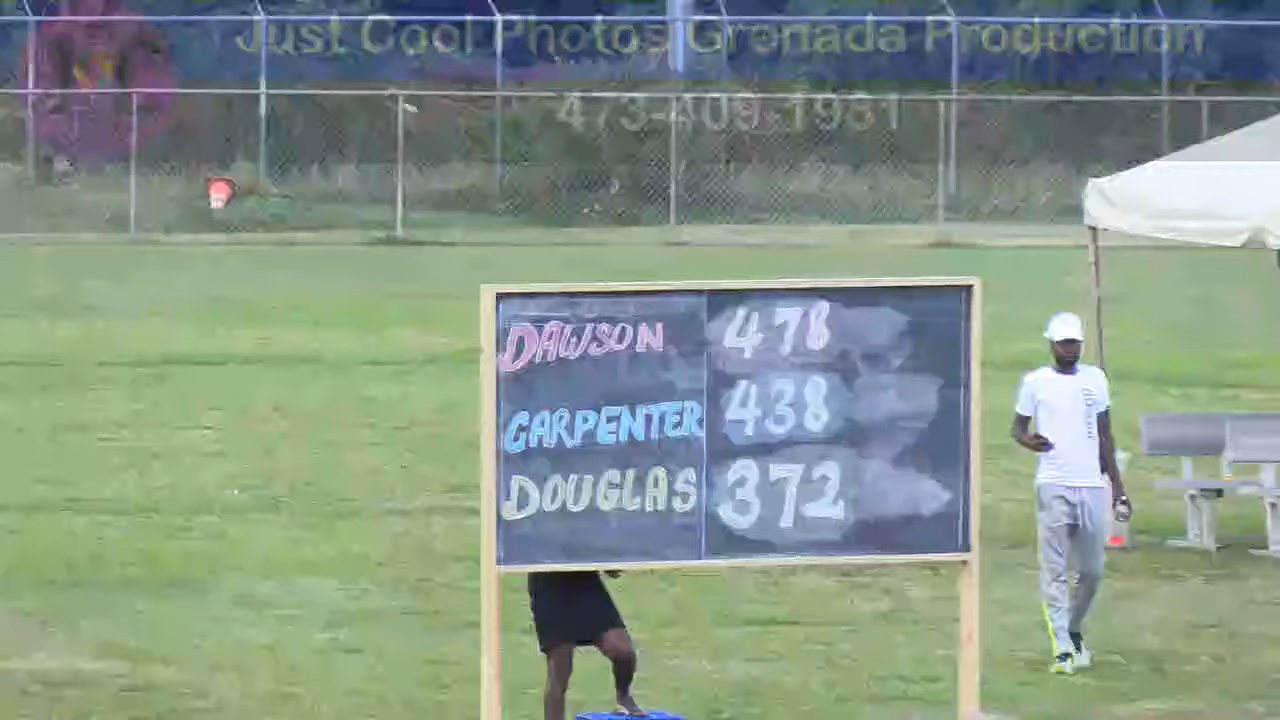 Just Cool Photos Grenada Production
473-409-1981
DAWSON 478
CARPENTER 438
DOUGLAS 372